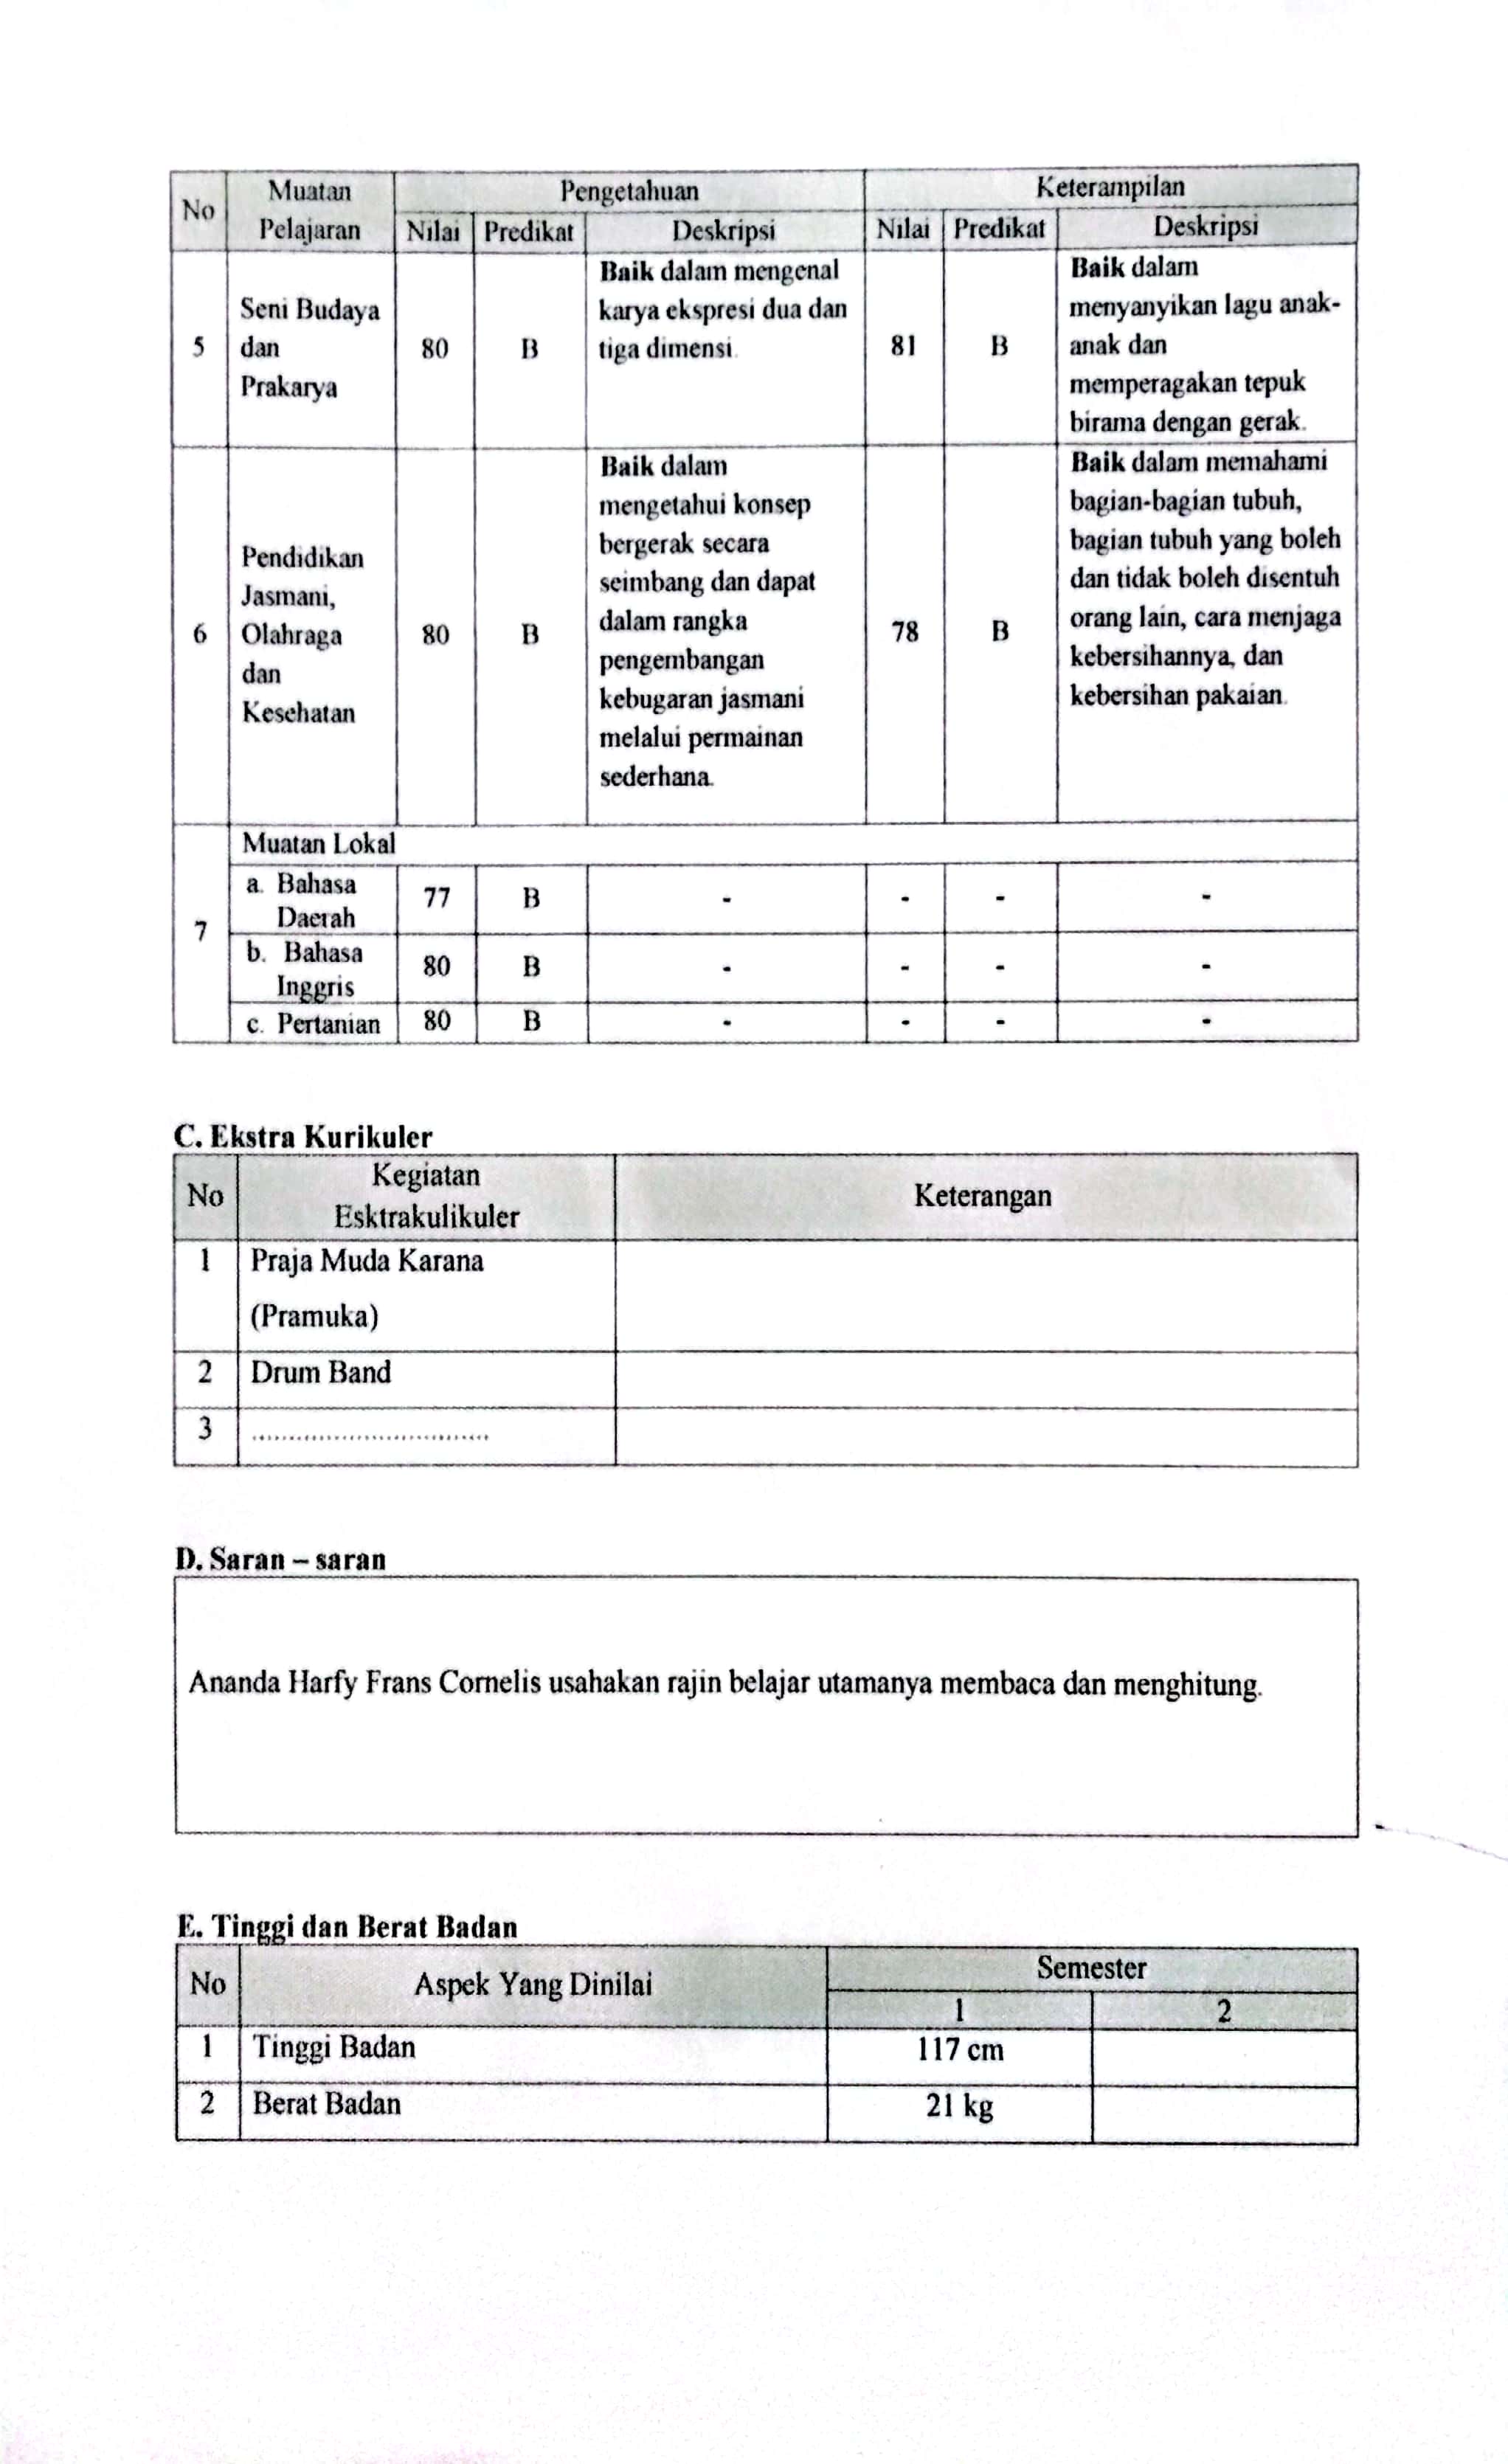 No Muatan Pelajaran Pengetahuan Keterampilan
Nilai Predikat Deskripsi Nilai Predikat Deskripsi
5
Seni Budaya
dan
Prakarya
80
B
Baik dalam mengenal
karya ekspresi dua dan
tiga dimensi.
81
B
Baik dalam
menyanyikan lagu anak-
anak dan
memperagakan tepuk
birama dengan gerak.
6
Pendidikan
Jasmani,
Olahraga
dan
Kesehatan
80
B
Baik dalam
mengetahui konsep
bergerak secara
seimbang dan dapat
dalam rangka
pengembangan
kebugaran jasmani
melalui permainan
sederhana.
78
B
Baik dalam memahami
bagian-bagian tubuh,
bagian tubuh yang boleh
dan tidak boleh disentuh
orang lain, cara menjaga
kebersihannya, dan
kebersihan pakaian.
7
Muatan Lokal
a. Bahasa
Daerah
77 B - - - -
b. Bahasa
Inggris
80 B - - - -
c. Pertanian 80 B - - - -
C. Ekstra Kurikuler
No
Kegiatan
Esktrakulikuler
Keterangan
1 Praja Muda Karana
(Pramuka)
2 Drum Band
3 ................................
D. Saran – saran
Ananda Harfy Frans Cornelis usahakan rajin belajar utamanya membaca dan menghitung.
E. Tinggi dan Berat Badan
No Aspek Yang Dinilai Semester
1 2
1 Tinggi Badan 117 cm
2 Berat Badan 21 kg